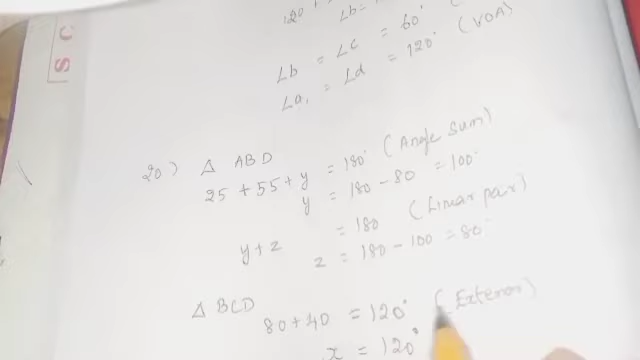 120 +
∠b =
∠b = ∠c = 60° (
∠a, = ∠d = 120° (VOA)
20) △ ABD
25 + 55 + y = 180° (Angle sum)
y = 180 - 80 = 100°
y + z = 180 (Linear pair)
z = 180 - 100 = 80°
△ BCD
80 + 40 = 120° (Exterior)
x = 120°
S C